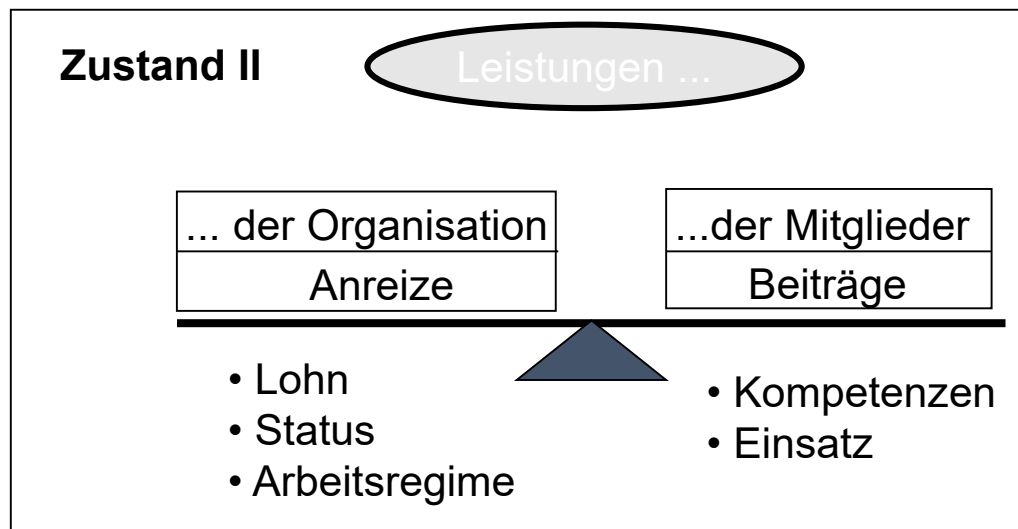 Zustand II
Leistungen ...
... der Organisation
Anreize
...der Mitglieder
Beiträge
• Lohn
• Status
• Arbeitsregime
• Kompetenzen
• Einsatz